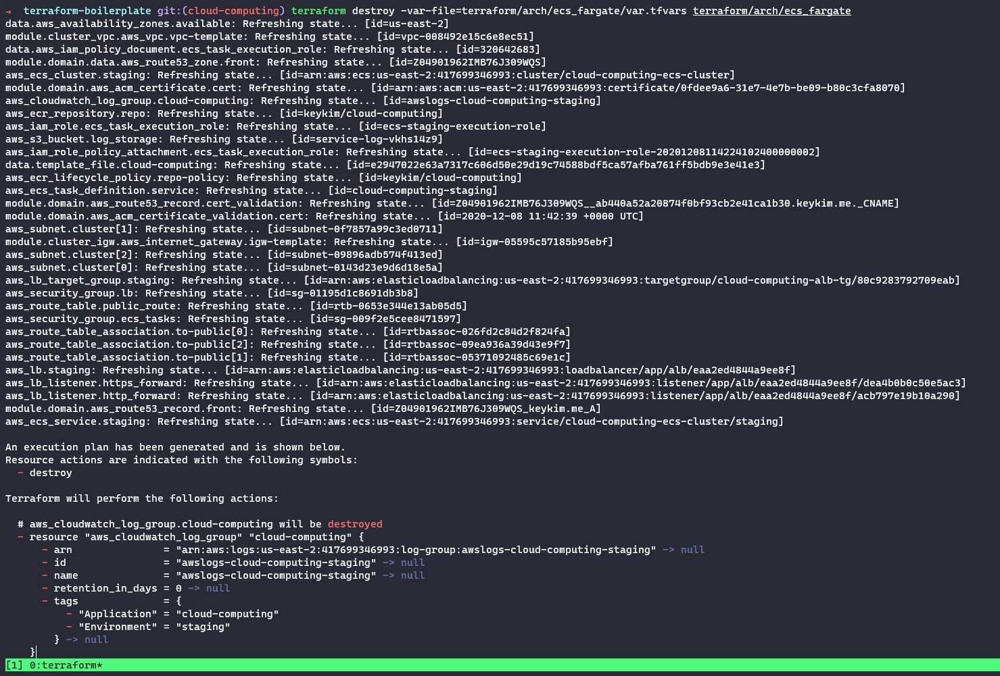 →  terraform-boilerplate git:(cloud-computing) terraform destroy -var-file=terraform/arch/ecs_fargate/var.tfvars terraform/arch/ecs_fargate
data.aws_availability_zones.available: Refreshing state... [id=us-east-2]
module.cluster_vpc.aws_vpc.vpc-template: Refreshing state... [id=vpc-008492e15c6e8ec51]
data.aws_iam_policy_document.ecs_task_execution_role: Refreshing state... [id=320642683]
module.domain.data.aws_route53_zone.front: Refreshing state... [id=Z04901962IMB76J309WQS]
aws_ecs_cluster.staging: Refreshing state... [id=arn:aws:ecs:us-east-2:417699346993:cluster/cloud-computing-ecs-cluster]
module.domain.aws_acm_certificate.cert: Refreshing state... [id=arn:aws:acm:us-east-2:417699346993:certificate/0fdee9a6-31e7-4e7b-be09-b80c3cfa8070]
aws_cloudwatch_log_group.cloud-computing: Refreshing state... [id=awslogs-cloud-computing-staging]
aws_ecr_repository.repo: Refreshing state... [id=keykim/cloud-computing]
aws_iam_role.ecs_task_execution_role: Refreshing state... [id=ecs-staging-execution-role]
aws_s3_bucket.log_storage: Refreshing state... [id=service-log-vkhs14z9]
aws_iam_role_policy_attachment.ecs_task_execution_role: Refreshing state... [id=ecs-staging-execution-role-20201208114224102400000002]
data.template_file.cloud-computing: Refreshing state... [id=e2947022e63a7317c606d50e29d19c74588bdf5ca57afba761ff5bdb9e3e41e3]
aws_ecr_lifecycle_policy.repo-policy: Refreshing state... [id=keykim/cloud-computing]
aws_ecs_task_definition.service: Refreshing state... [id=cloud-computing-staging]
module.domain.aws_route53_record.cert_validation: Refreshing state... [id=Z04901962IMB76J309WQS__ab440a52a20874f0bf93cb2e41ca1b30.keykim.me._CNAME]
module.domain.aws_acm_certificate_validation.cert: Refreshing state... [id=2020-12-08 11:42:39 +0000 UTC]
aws_subnet.cluster[1]: Refreshing state... [id=subnet-0f7857a99c3ed0711]
module.cluster_igw.aws_internet_gateway.igw-template: Refreshing state... [id=igw-05595c57185b95ebf]
aws_subnet.cluster[2]: Refreshing state... [id=subnet-09896adb574f413ed]
aws_subnet.cluster[0]: Refreshing state... [id=subnet-0143d23e9d6d18e5a]
aws_lb_target_group.staging: Refreshing state... [id=arn:aws:elasticloadbalancing:us-east-2:417699346993:targetgroup/cloud-computing-alb-tg/80c9283792709eab]
aws_security_group.lb: Refreshing state... [id=sg-01195d1c8691db3b8]
aws_route_table.public_route: Refreshing state... [id=rtb-0653e344e13ab05d5]
aws_security_group.ecs_tasks: Refreshing state... [id=sg-009f2e5cee8471597]
aws_route_table_association.to-public[0]: Refreshing state... [id=rtbassoc-026fd2c84d2f824fa]
aws_route_table_association.to-public[2]: Refreshing state... [id=rtbassoc-09ea936a39d43e9f7]
aws_route_table_association.to-public[1]: Refreshing state... [id=rtbassoc-05371092485c69e1c]
aws_lb.staging: Refreshing state... [id=arn:aws:elasticloadbalancing:us-east-2:417699346993:loadbalancer/app/alb/eaa2ed4844a9ee8f]
aws_lb_listener.https_forward: Refreshing state... [id=arn:aws:elasticloadbalancing:us-east-2:417699346993:listener/app/alb/eaa2ed4844a9ee8f/dea4b0b0c50e5ac3]
aws_lb_listener.http_forward: Refreshing state... [id=arn:aws:elasticloadbalancing:us-east-2:417699346993:listener/app/alb/eaa2ed4844a9ee8f/acb797e19b10a290]
module.domain.aws_route53_record.front: Refreshing state... [id=Z04901962IMB76J309WQS_keykim.me_A]
aws_ecs_service.staging: Refreshing state... [id=arn:aws:ecs:us-east-2:417699346993:service/cloud-computing-ecs-cluster/staging]

An execution plan has been generated and is shown below.
Resource actions are indicated with the following symbols:
  - destroy

Terraform will perform the following actions:

  # aws_cloudwatch_log_group.cloud-computing will be destroyed
  - resource "aws_cloudwatch_log_group" "cloud-computing" {
      - arn               = "arn:aws:logs:us-east-2:417699346993:log-group:awslogs-cloud-computing-staging" -> null
      - id                = "awslogs-cloud-computing-staging" -> null
      - name              = "awslogs-cloud-computing-staging" -> null
      - retention_in_days = 0 -> null
      - tags              = {
          - "Application" = "cloud-computing"
          - "Environment" = "staging"
        } -> null
    }
[1] 0:terraform*